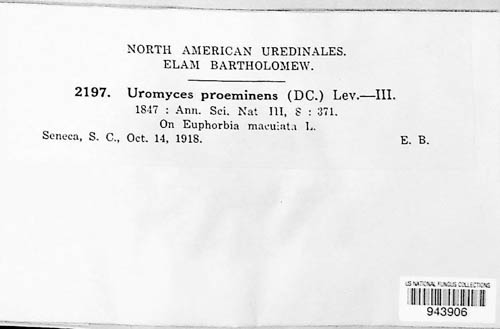 NORTH AMERICAN UREDINALES.
ELAM BARTHOLOMEW.
2197. Uromyces proeminens (DC.) Lev.—III.
1847 : Ann. Sci. Nat III, 8 : 371.
On Euphorbia maculata L.
Seneca, S. C., Oct. 14, 1918. E. B.
US NATIONAL FUNGUS COLLECTIONS
943906